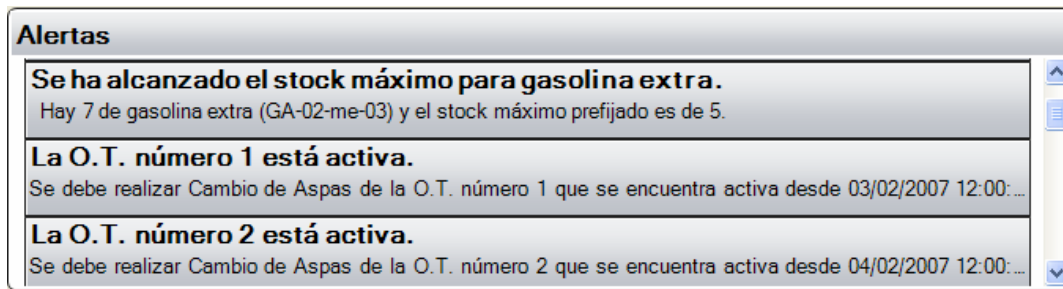 Alertas
Se ha alcanzado el stock máximo para gasolina extra.
Hay 7 de gasolina extra (GA-02-me-03) y el stock máximo prefijado es de 5.
La O.T. número 1 está activa.
Se debe realizar Cambio de Aspas de la O.T. número 1 que se encuentra activa desde 03/02/2007 12:00:...
La O.T. número 2 está activa.
Se debe realizar Cambio de Aspas de la O.T. número 2 que se encuentra activa desde 04/02/2007 12:00:...